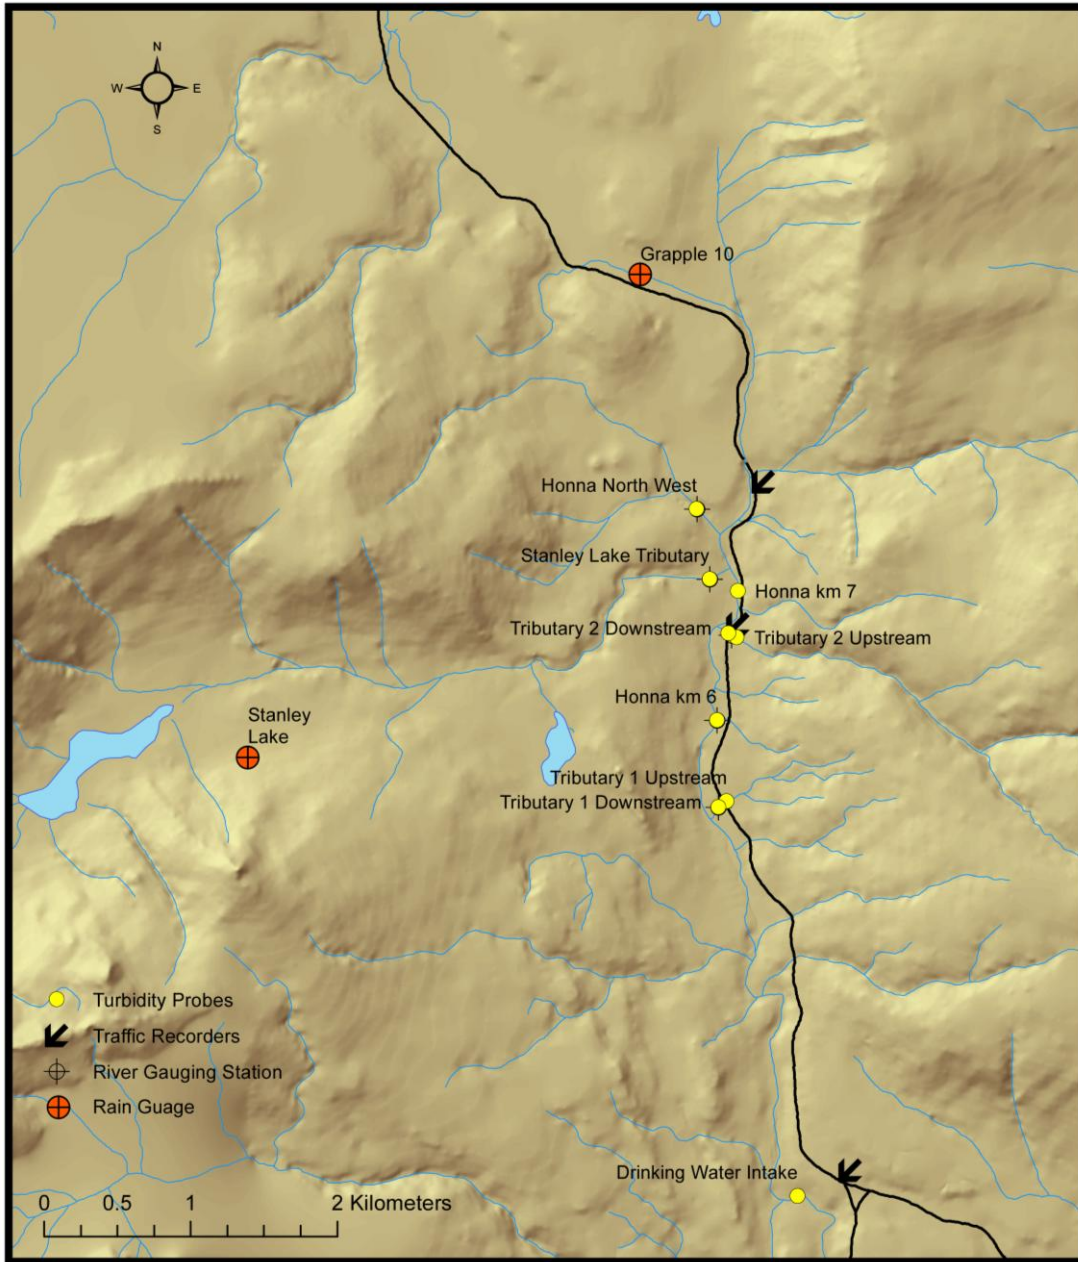 N
W E
S
Grapple 10
Honna North West
Stanley Lake Tributary
Honna km 7
Tributary 2 Downstream
Tributary 2 Upstream
Honna km 6
Stanley
Lake
Tributary 1 Upstream
Tributary 1 Downstream
Turbidity Probes
Traffic Recorders
River Gauging Station
Rain Guage
Drinking Water Intake
0 0.5 1 2 Kilometers